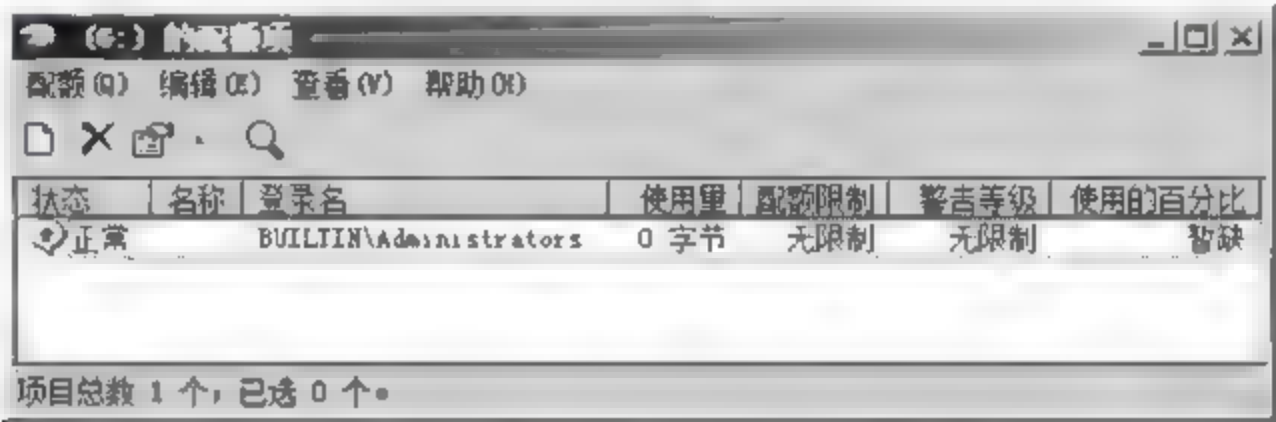 (G:) 的配额项
配额(Q) 编辑(E) 查看(V) 帮助(H)
状态 名称 登录名 使用量 配额限制 警告等级 使用的百分比
正常 BUILTIN\Administrators 0 字节 无限制 无限制 暂缺
项目总数 1 个，已选 0 个。